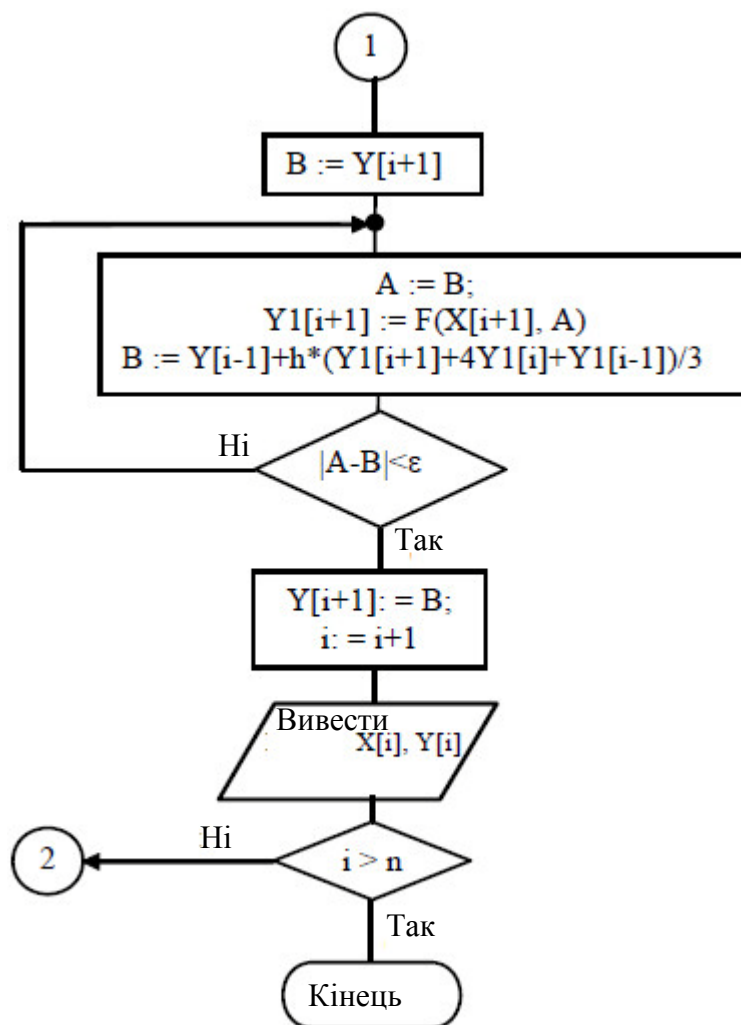 1
B := Y[i+1]
A := B;
Y1[i+1] := F(X[i+1], A)
B := Y[i-1]+h*(Y1[i+1]+4Y1[i]+Y1[i-1])/3
Ні
|A-B|<ε
Так
Y[i+1]: = B;
i: = i+1
Вивести
X[i], Y[i]
Ні
2
i > n
Так
Кінець